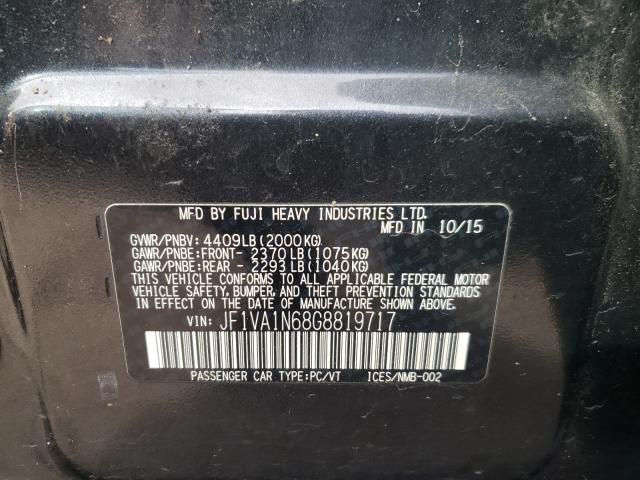 MFD BY FUJI HEAVY INDUSTRIES LTD.
MFD IN 10/15
GVWR/PNBV: 4409LB (2000KG)
GAWR/PNBE:FRONT- 2370LB (1075KG)
GAWR/PNBE:REAR - 2293LB (1040KG)
THIS VEHICLE CONFORMS TO ALL APPLICABLE FEDERAL MOTOR
VEHICLE SAFETY, BUMPER, AND THEFT PREVENTION STANDARDS
IN EFFECT ON THE DATE OF MANUFACTURE SHOWN ABOVE.
VIN: JF1VA1N68G8819717
PASSENGER CAR TYPE:PC/VT ICES/NMB-002